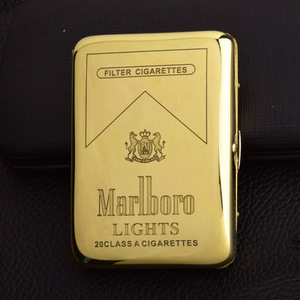 FILTER CIGARETTES
Marlboro
LIGHTS
20 CLASS A CIGARETTES